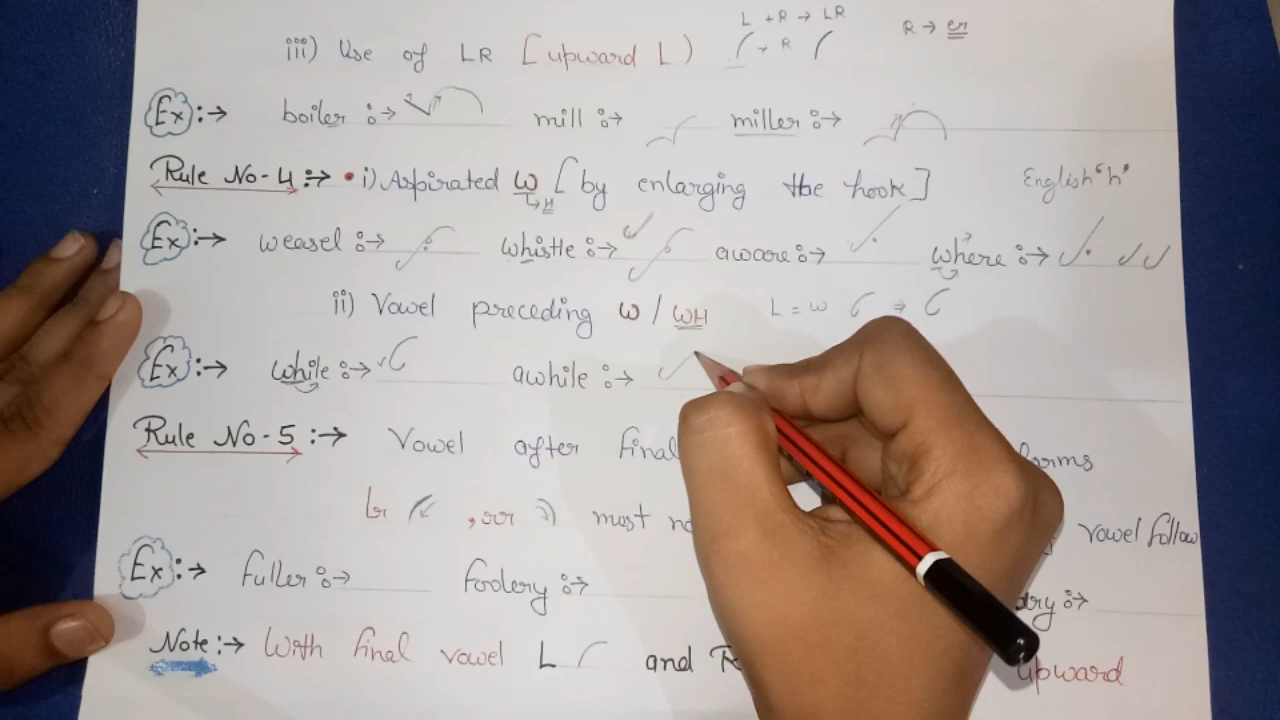 L + R → LR
iii) Use of LR [upward L) + R R → er
Ex :→ boiler :→ mill :→ miller :→
Rule No-4 :→ • i) Aspirated W [by enlarging the hook] English 'h'
↳H
Ex :→ weasel :→ whistle :→ aware :→ where :→
ii) Vowel preceding W / WH L = W ⇒
Ex :→ while :→ awhile :→
Rule No-5 :→ Vowel after final forms
Lr , rr must vowel follow
Ex :→ Fuller :→ Foolery :→ :→
Note :→ With final vowel L and upward